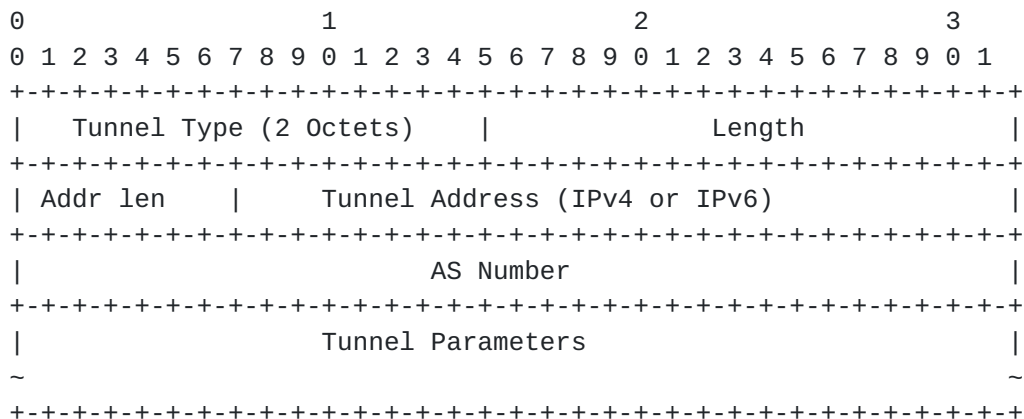 0                   1                   2                   3
0 1 2 3 4 5 6 7 8 9 0 1 2 3 4 5 6 7 8 9 0 1 2 3 4 5 6 7 8 9 0 1
+-+-+-+-+-+-+-+-+-+-+-+-+-+-+-+-+-+-+-+-+-+-+-+-+-+-+-+-+-+-+-+-+
|   Tunnel Type (2 Octets)    |              Length             |
+-+-+-+-+-+-+-+-+-+-+-+-+-+-+-+-+-+-+-+-+-+-+-+-+-+-+-+-+-+-+-+-+
| Addr len    |     Tunnel Address (IPv4 or IPv6)               |
+-+-+-+-+-+-+-+-+-+-+-+-+-+-+-+-+-+-+-+-+-+-+-+-+-+-+-+-+-+-+-+-+
|                          AS Number                            |
+-+-+-+-+-+-+-+-+-+-+-+-+-+-+-+-+-+-+-+-+-+-+-+-+-+-+-+-+-+-+-+-+
|                   Tunnel Parameters                           |
~                                                               ~
+-+-+-+-+-+-+-+-+-+-+-+-+-+-+-+-+-+-+-+-+-+-+-+-+-+-+-+-+-+-+-+-+